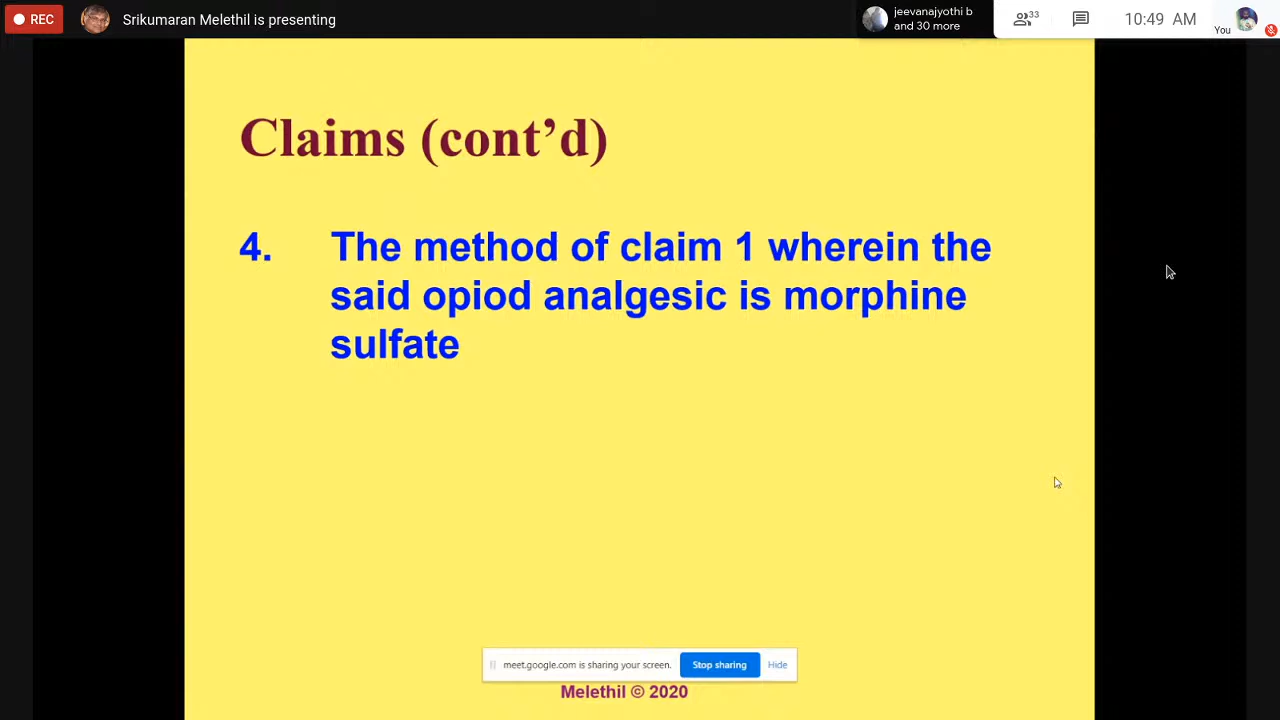 REC
Srikumaran Melethil is presenting
jeevanajyothi b
and 30 more
33
10:49 AM
You
Claims (cont’d)
4. The method of claim 1 wherein the
said opiod analgesic is morphine
sulfate
meet.google.com is sharing your screen. Stop sharing Hide
Melethil © 2020